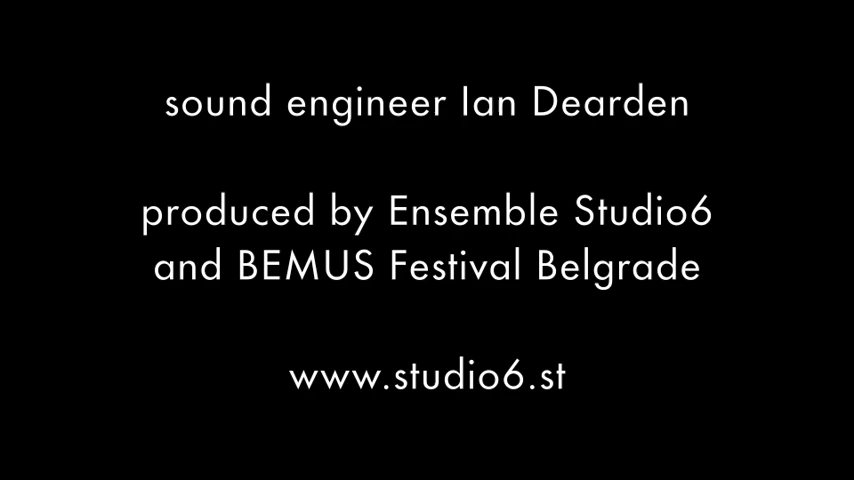 sound engineer Ian Dearden
produced by Ensemble Studio6
and BEMUS Festival Belgrade
www.studio6.st